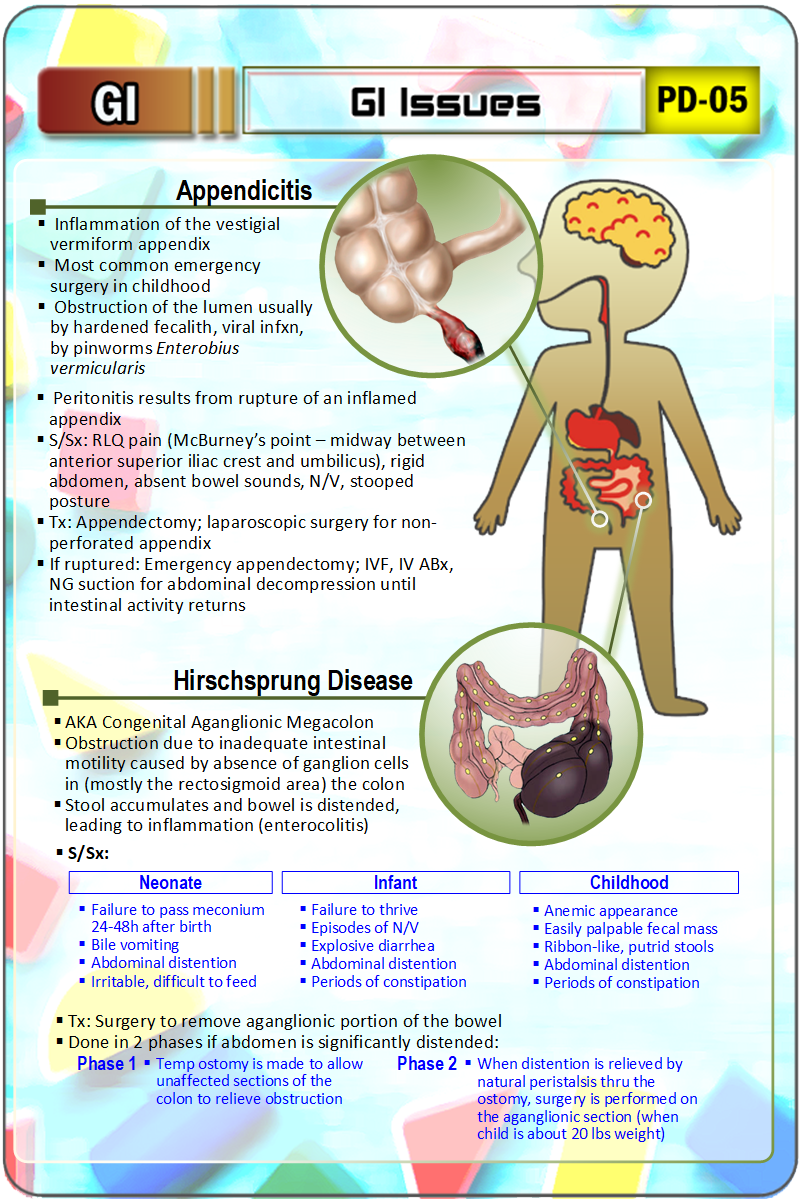 GI
GI Issues
PD-05
Appendicitis
▪ Inflammation of the vestigial
vermiform appendix
▪ Most common emergency
surgery in childhood
▪ Obstruction of the lumen usually
by hardened fecalith, viral infxn,
by pinworms Enterobius
vermicularis
▪ Peritonitis results from rupture of an inflamed
appendix
▪ S/Sx: RLQ pain (McBurney's point – midway between
anterior superior iliac crest and umbilicus), rigid
abdomen, absent bowel sounds, N/V, stooped
posture
▪ Tx: Appendectomy; laparoscopic surgery for non-
perforated appendix
▪ If ruptured: Emergency appendectomy; IVF, IV ABx,
NG suction for abdominal decompression until
intestinal activity returns
Hirschsprung Disease
▪ AKA Congenital Aganglionic Megacolon
▪ Obstruction due to inadequate intestinal
motility caused by absence of ganglion cells
in (mostly the rectosigmoid area) the colon
▪ Stool accumulates and bowel is distended,
leading to inflammation (enterocolitis)
▪ S/Sx:
Neonate
▪ Failure to pass meconium
24-48h after birth
▪ Bile vomiting
▪ Abdominal distention
▪ Irritable, difficult to feed
Infant
▪ Failure to thrive
▪ Episodes of N/V
▪ Explosive diarrhea
▪ Abdominal distention
▪ Periods of constipation
Childhood
▪ Anemic appearance
▪ Easily palpable fecal mass
▪ Ribbon-like, putrid stools
▪ Abdominal distention
▪ Periods of constipation
▪ Tx: Surgery to remove aganglionic portion of the bowel
▪ Done in 2 phases if abdomen is significantly distended:
Phase 1 ▪ Temp ostomy is made to allow
unaffected sections of the
colon to relieve obstruction
Phase 2 ▪ When distention is relieved by
natural peristalsis thru the
ostomy, surgery is performed on
the aganglionic section (when
child is about 20 lbs weight)